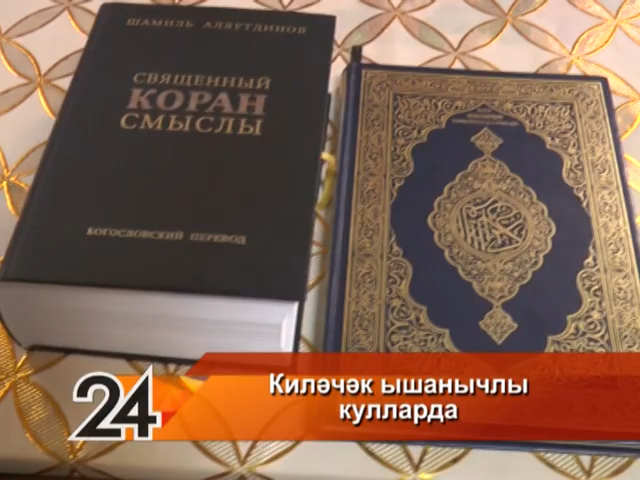 ШАМИЛЬ АЛЯУТДИНОВ
СВЯЩЕННЫЙ
КОРАН
СМЫСЛЫ
БОГОСЛОВСКИЙ ПЕРЕВОД
24
Киләчәк ышанычлы
кулларда